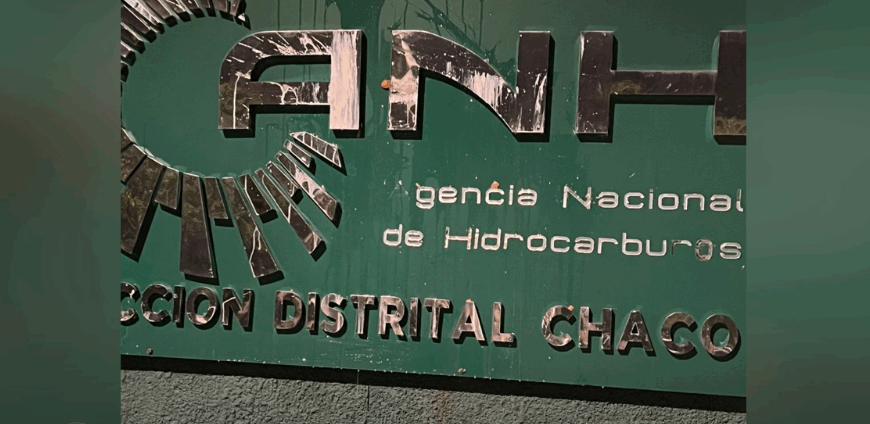 ANH
gencia Nacional
de Hidrocarburos
CCION DISTRITAL CHACO